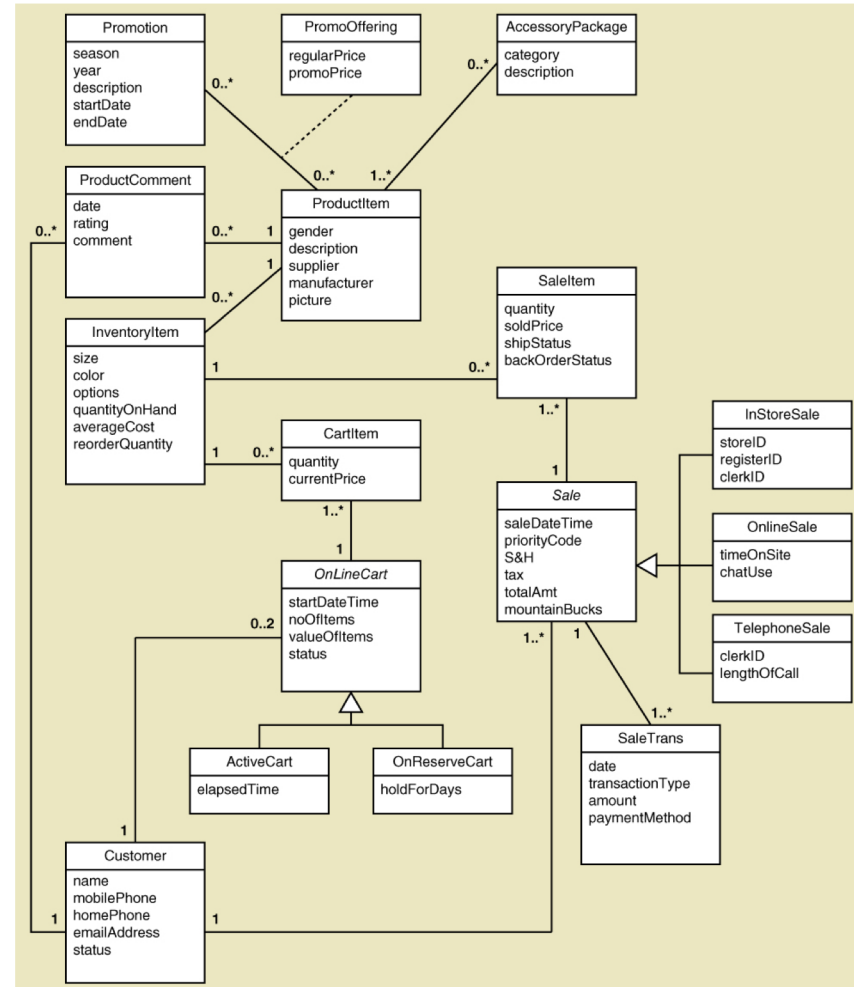 Promotion
season
year
description
startDate
endDate
0..*
PromoOffering
regularPrice
promoPrice
AccessoryPackage
category
description
0..*
0..*
1..*
ProductComment
date
rating
comment
0..*
0..*
1
ProductItem
gender
description
supplier
manufacturer
picture
1
0..*
InventoryItem
size
color
options
quantityOnHand
averageCost
reorderQuantity
1
0..*
SaleItem
quantity
soldPrice
shipStatus
backOrderStatus
1..*
1
1
0..*
CartItem
quantity
currentPrice
1..*
1
OnLineCart
startDateTime
noOfItems
valueOfItems
status
0..2
Sale
saleDateTime
priorityCode
S&H
tax
totalAmt
mountainBucks
1..*
1
InStoreSale
storeID
registerID
clerkID
OnlineSale
timeOnSite
chatUse
TelephoneSale
clerkID
lengthOfCall
1..*
SaleTrans
date
transactionType
amount
paymentMethod
ActiveCart
elapsedTime
OnReserveCart
holdForDays
1
Customer
name
mobilePhone
homePhone
emailAddress
status
1
1